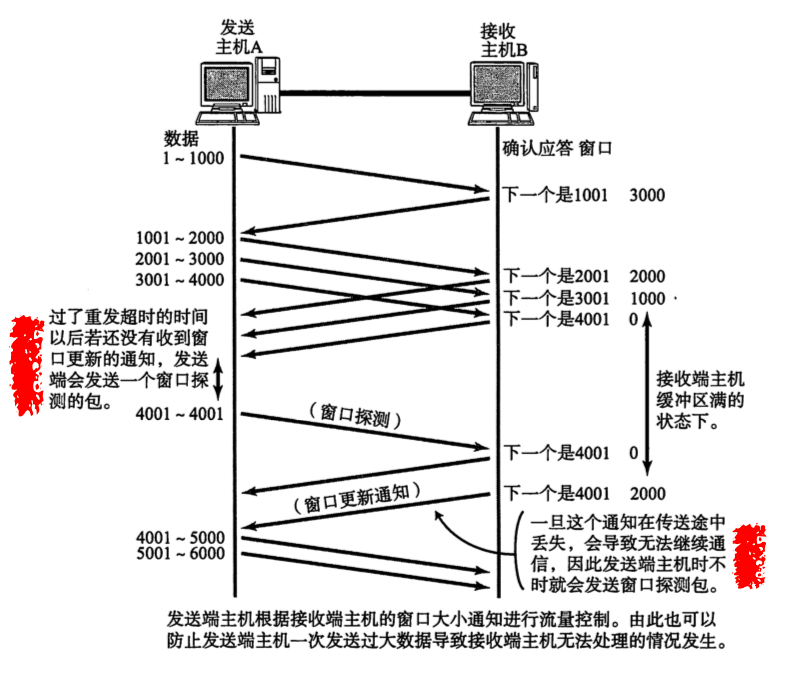 发送
主机A
接收
主机B
数据
确认应答 窗口
1～1000
下一个是1001 3000
1001～2000
2001～3000
3001～4000
下一个是2001 2000
下一个是3001 1000
下一个是4001 0
过了重发超时的时间
以后若还没有收到窗
口更新的通知，发送
端会发送一个窗口探
测的包。
接收端主机
缓冲区满的
状态下。
4001～4001
（窗口探测）
下一个是4001 0
（窗口更新通知）
下一个是4001 2000
4001～5000
5001～6000
一旦这个通知在传送途中
丢失，会导致无法继续通
信，因此发送端主机时不
时就会发送窗口探测包。
发送端主机根据接收端主机的窗口大小通知进行流量控制。由此也可以
防止发送端主机一次发送过大数据导致接收端主机无法处理的情况发生。